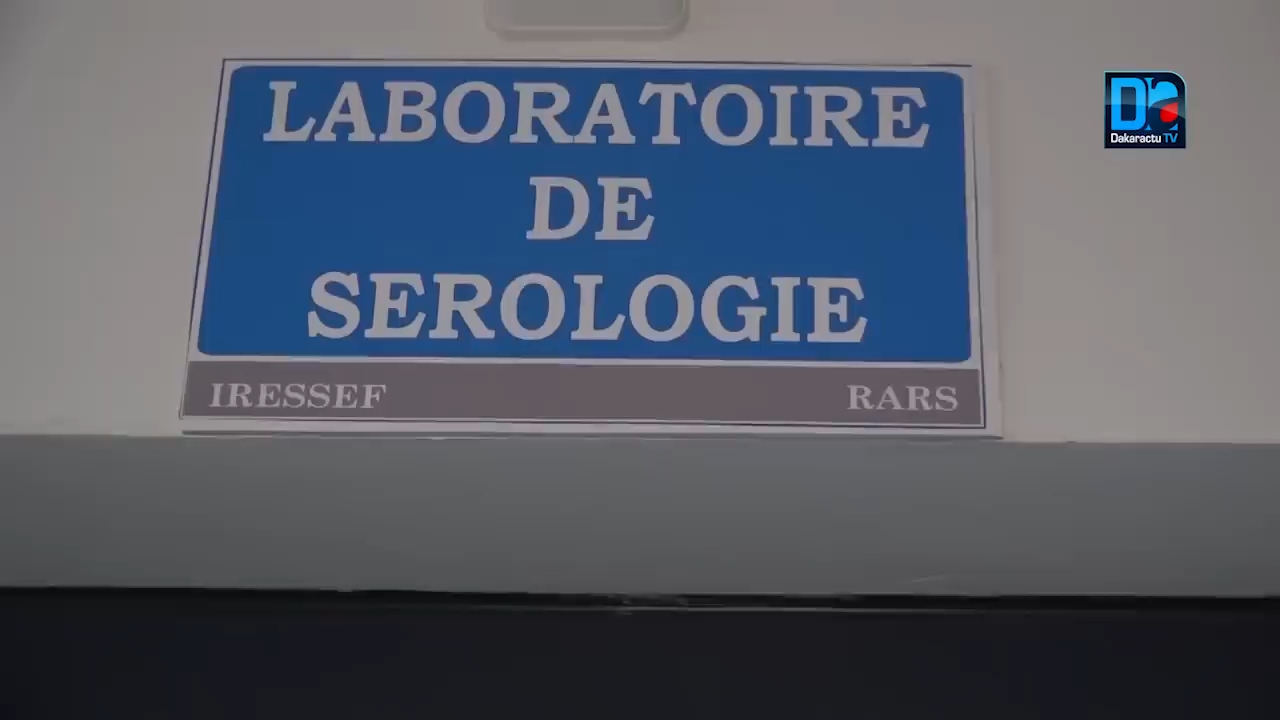 LABORATOIRE
DE
SEROLOGIE
IRESSEF RARS
Dakaractu TV